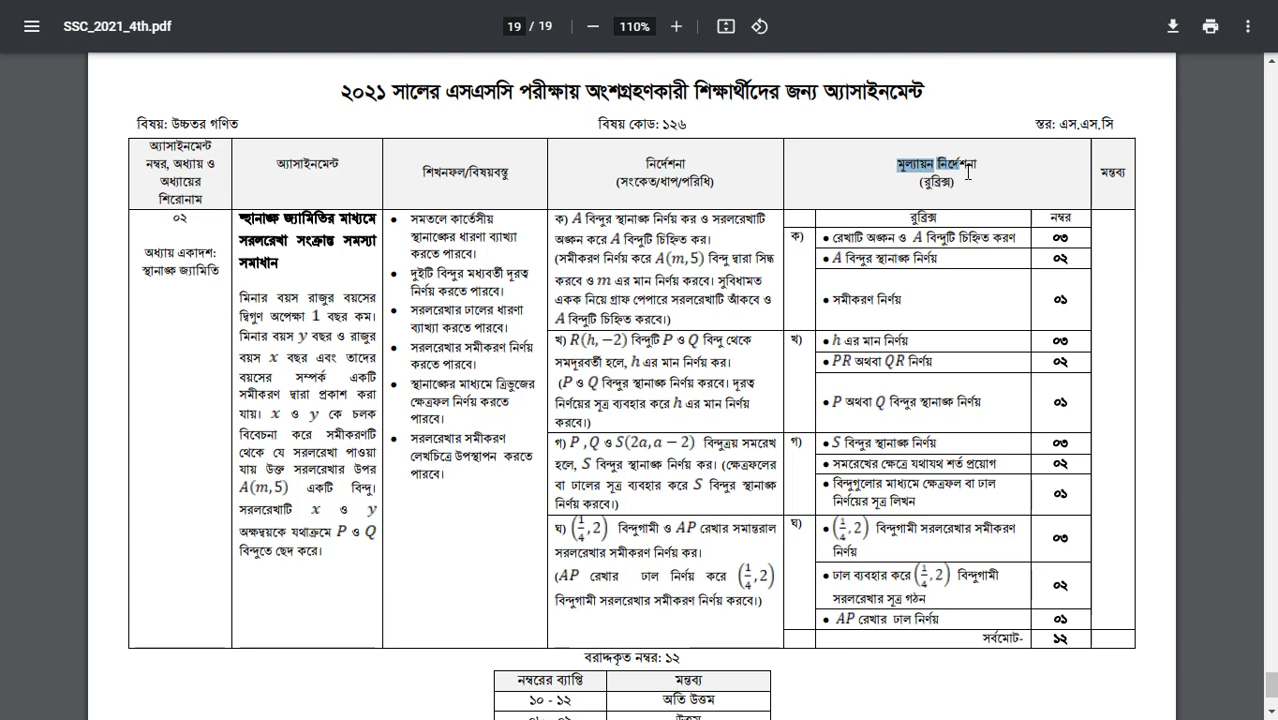 SSC_2021_4th.pdf
19 / 19
110%
২০২১ সালের এসএসসি পরীক্ষায় অংশগ্রহণকারী শিক্ষার্থীদের জন্য অ্যাসাইনমেন্ট
বিষয়: উচ্চতর গণিত
বিষয় কোড: ১২৬
স্তর: এস.এস.সি
অ্যাসাইনমেন্ট
নম্বর, অধ্যায় ও
অধ্যায়ের
শিরোনাম
অ্যাসাইনমেন্ট
শিখনফল/বিষয়বস্তু
নির্দেশনা
(সংকেত/ধাপ/পরিধি)
মূল্যায়ন নির্দেশনা
(রুব্রিক্স)
মন্তব্য
০২
অধ্যায় একাদশ:
স্থানাঙ্ক জ্যামিতি
স্থানাঙ্ক জ্যামিতির মাধ্যমে
সরলরেখা সংক্রান্ত সমস্যা
সমাধান
মিনার বয়স রাজুর বয়সের
দ্বিগুণ অপেক্ষা 1 বছর কম।
মিনার বয়স y বছর ও রাজুর
বয়স x বছর এবং তাদের
বয়সের সম্পর্ক একটি
সমীকরণ দ্বারা প্রকাশ করা
যায়। x ও y কে চলক
বিবেচনা করে সমীকরণটি
থেকে যে সরলরেখা পাওয়া
যায় উক্ত সরলরেখার উপর
A(m, 5) একটি বিন্দু।
সরলরেখাটি x ও y
অক্ষদ্বয়কে যথাক্রমে P ও Q
বিন্দুতে ছেদ করে।
• সমতলে কার্তেসীয়
স্থানাঙ্কের ধারণা ব্যাখ্যা
করতে পারবে।
• দুইটি বিন্দুর মধ্যবর্তী দূরত্ব
নির্ণয় করতে পারবে।
• সরলরেখার ঢালের ধারণা
ব্যাখ্যা করতে পারবে।
• সরলরেখার সমীকরণ নির্ণয়
করতে পারবে।
• স্থানাঙ্কের মাধ্যমে ত্রিভুজের
ক্ষেত্রফল নির্ণয় করতে
পারবে।
• সরলরেখার সমীকরণ
লেখচিত্রে উপস্থাপন করতে
পারবে।
ক) A বিন্দুর স্থানাঙ্ক নির্ণয় কর ও সরলরেখাটি
অঙ্কন করে A বিন্দুটি চিহ্নিত কর।
(সমীকরণ নির্ণয় করে A(m, 5) বিন্দু দ্বারা সিদ্ধ
করবে ও m এর মান নির্ণয় করবে। সুবিধামত
একক নিয়ে গ্রাফ পেপারে সরলরেখাটি আঁকবে ও
A বিন্দুটি চিহ্নিত করবে।)
খ) R(h, −2) বিন্দুটি P ও Q বিন্দু থেকে
সমদূরবর্তী হলে, h এর মান নির্ণয় কর।
(P ও Q বিন্দুর স্থানাঙ্ক নির্ণয় করবে। দূরত্ব
নির্ণয়ের সূত্র ব্যবহার করে h এর মান নির্ণয়
করবে।)
গ) P , Q ও S(2a, a − 2) বিন্দুত্রয় সমরেখ
হলে, S বিন্দুর স্থানাঙ্ক নির্ণয় কর। (ক্ষেত্রফলের
বা ঢালের সূত্র ব্যবহার করে S বিন্দুর স্থানাঙ্ক
নির্ণয় করবে।)
ঘ) (1/4, 2) বিন্দুগামী ও AP রেখার সমান্তরাল
সরলরেখার সমীকরণ নির্ণয় কর।
(AP রেখার ঢাল নির্ণয় করে (1/4, 2)
বিন্দুগামী সরলরেখার সমীকরণ নির্ণয় করবে।)
রুব্রিক্স নম্বর
ক) • রেখাটি অঙ্কন ও A বিন্দুটি চিহ্নিত করণ ০৩
• A বিন্দুর স্থানাঙ্ক নির্ণয় ০২
• সমীকরণ নির্ণয় ০১
খ) • h এর মান নির্ণয় ০৩
• PR অথবা QR নির্ণয় ০২
• P অথবা Q বিন্দুর স্থানাঙ্ক নির্ণয় ০১
গ) • S বিন্দুর স্থানাঙ্ক নির্ণয় ০৩
• সমরেখের ক্ষেত্রে যথাযথ শর্ত প্রয়োগ ০২
• বিন্দুগুলোর মাধ্যমে ক্ষেত্রফল বা ঢাল
নির্ণয়ের সূত্র লিখন ০১
ঘ) • (1/4, 2) বিন্দুগামী সরলরেখার সমীকরণ
নির্ণয় ০৩
• ঢাল ব্যবহার করে (1/4, 2) বিন্দুগামী
সরলরেখার সূত্র গঠন ০২
• AP রেখার ঢাল নির্ণয় ০১
সর্বমোট- ১২
বরাদ্দকৃত নম্বর: ১২
নম্বরের ব্যাপ্তি মন্তব্য
১০ - ১২ অতি উত্তম